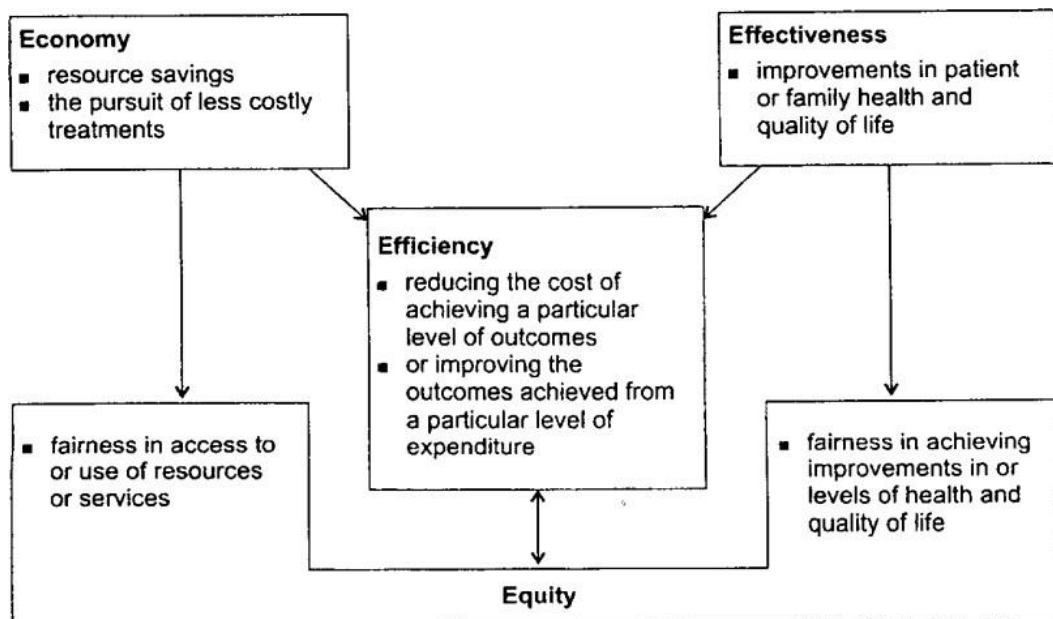 Economy
▪ resource savings
▪ the pursuit of less costly
treatments
Effectiveness
▪ improvements in patient
or family health and
quality of life
Efficiency
▪ reducing the cost of
achieving a particular
level of outcomes
▪ or improving the
outcomes achieved from
a particular level of
expenditure
▪ fairness in access to
or use of resources
or services
▪ fairness in achieving
improvements in or
levels of health and
quality of life
Equity